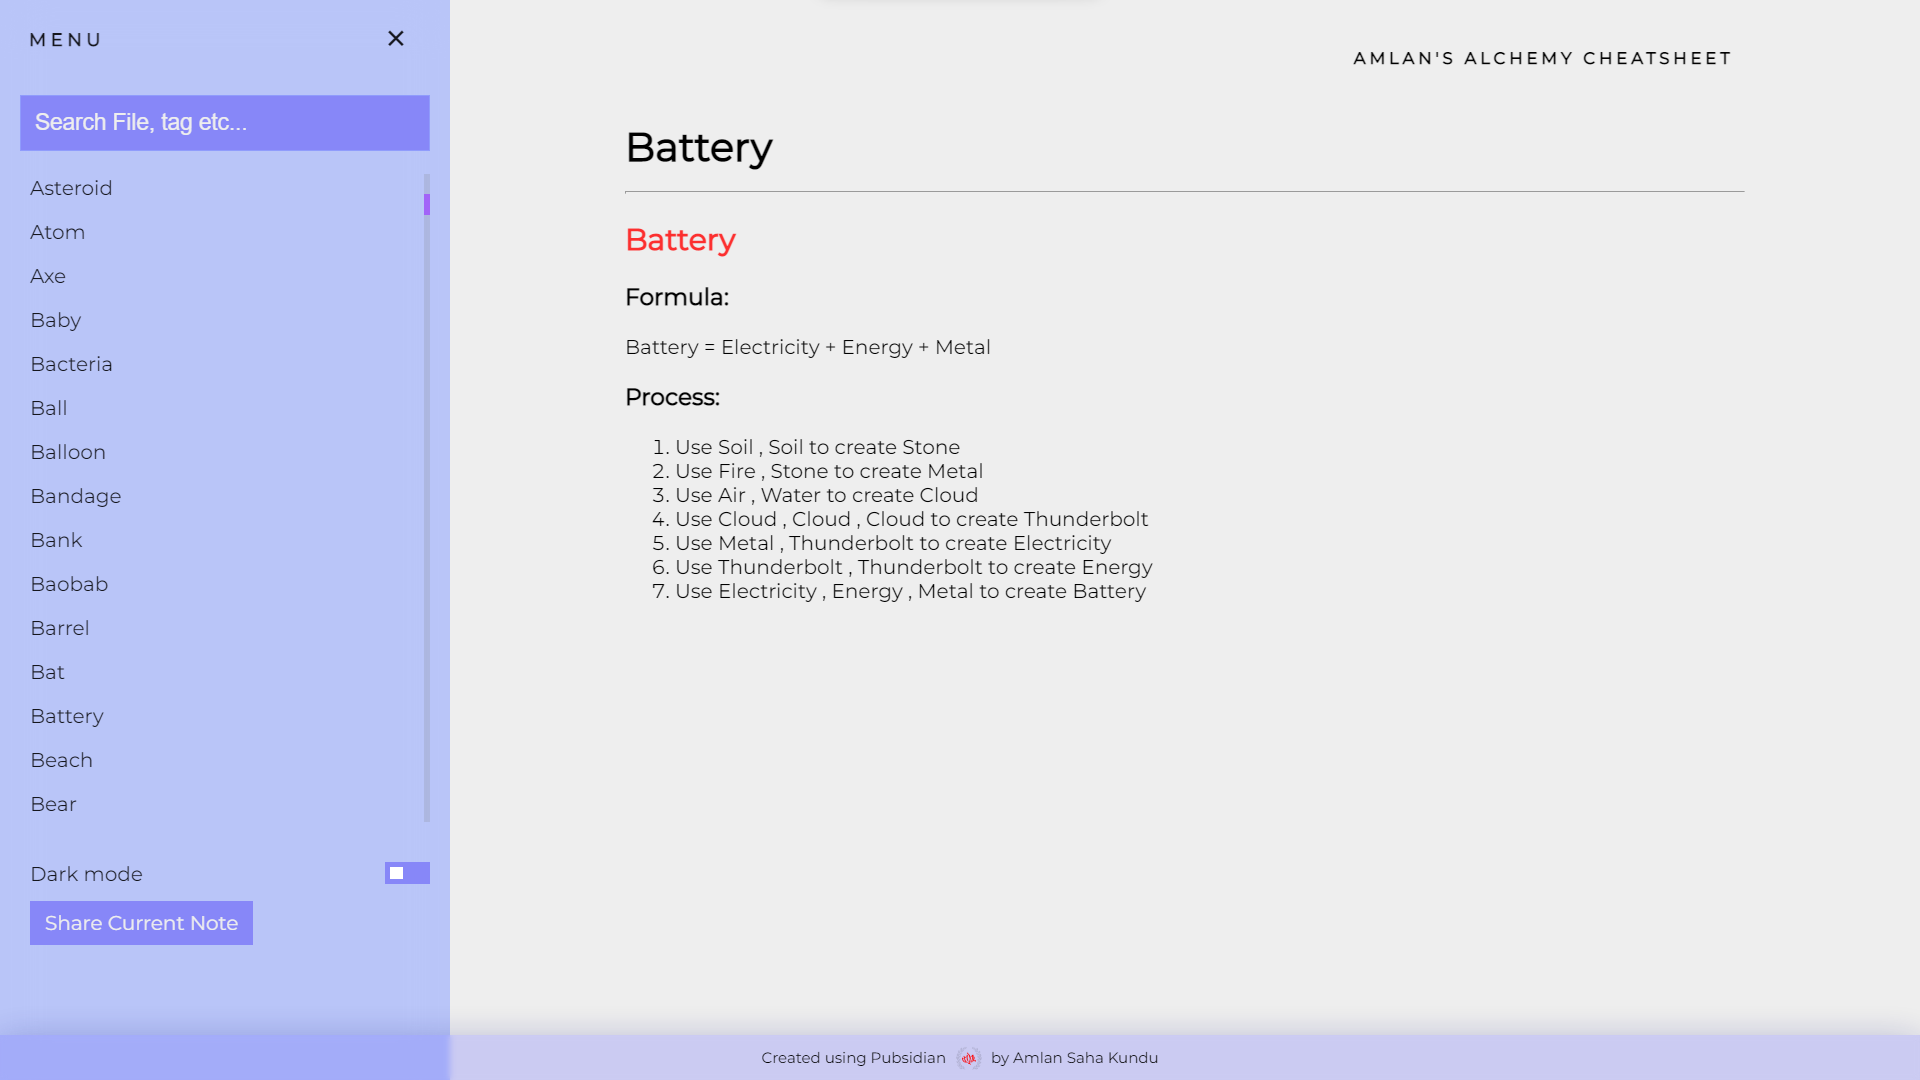 MENU
Search File, tag etc...
Asteroid
Atom
Axe
Baby
Bacteria
Ball
Balloon
Bandage
Bank
Baobab
Barrel
Bat
Battery
Beach
Bear
Dark mode
Share Current Note
AMLAN'S ALCHEMY CHEATSHEET
Battery
Battery
Formula:
Battery = Electricity + Energy + Metal
Process:
1. Use Soil , Soil to create Stone
2. Use Fire , Stone to create Metal
3. Use Air , Water to create Cloud
4. Use Cloud , Cloud , Cloud to create Thunderbolt
5. Use Metal , Thunderbolt to create Electricity
6. Use Thunderbolt , Thunderbolt to create Energy
7. Use Electricity , Energy , Metal to create Battery
Created using Pubsidian by Amlan Saha Kundu